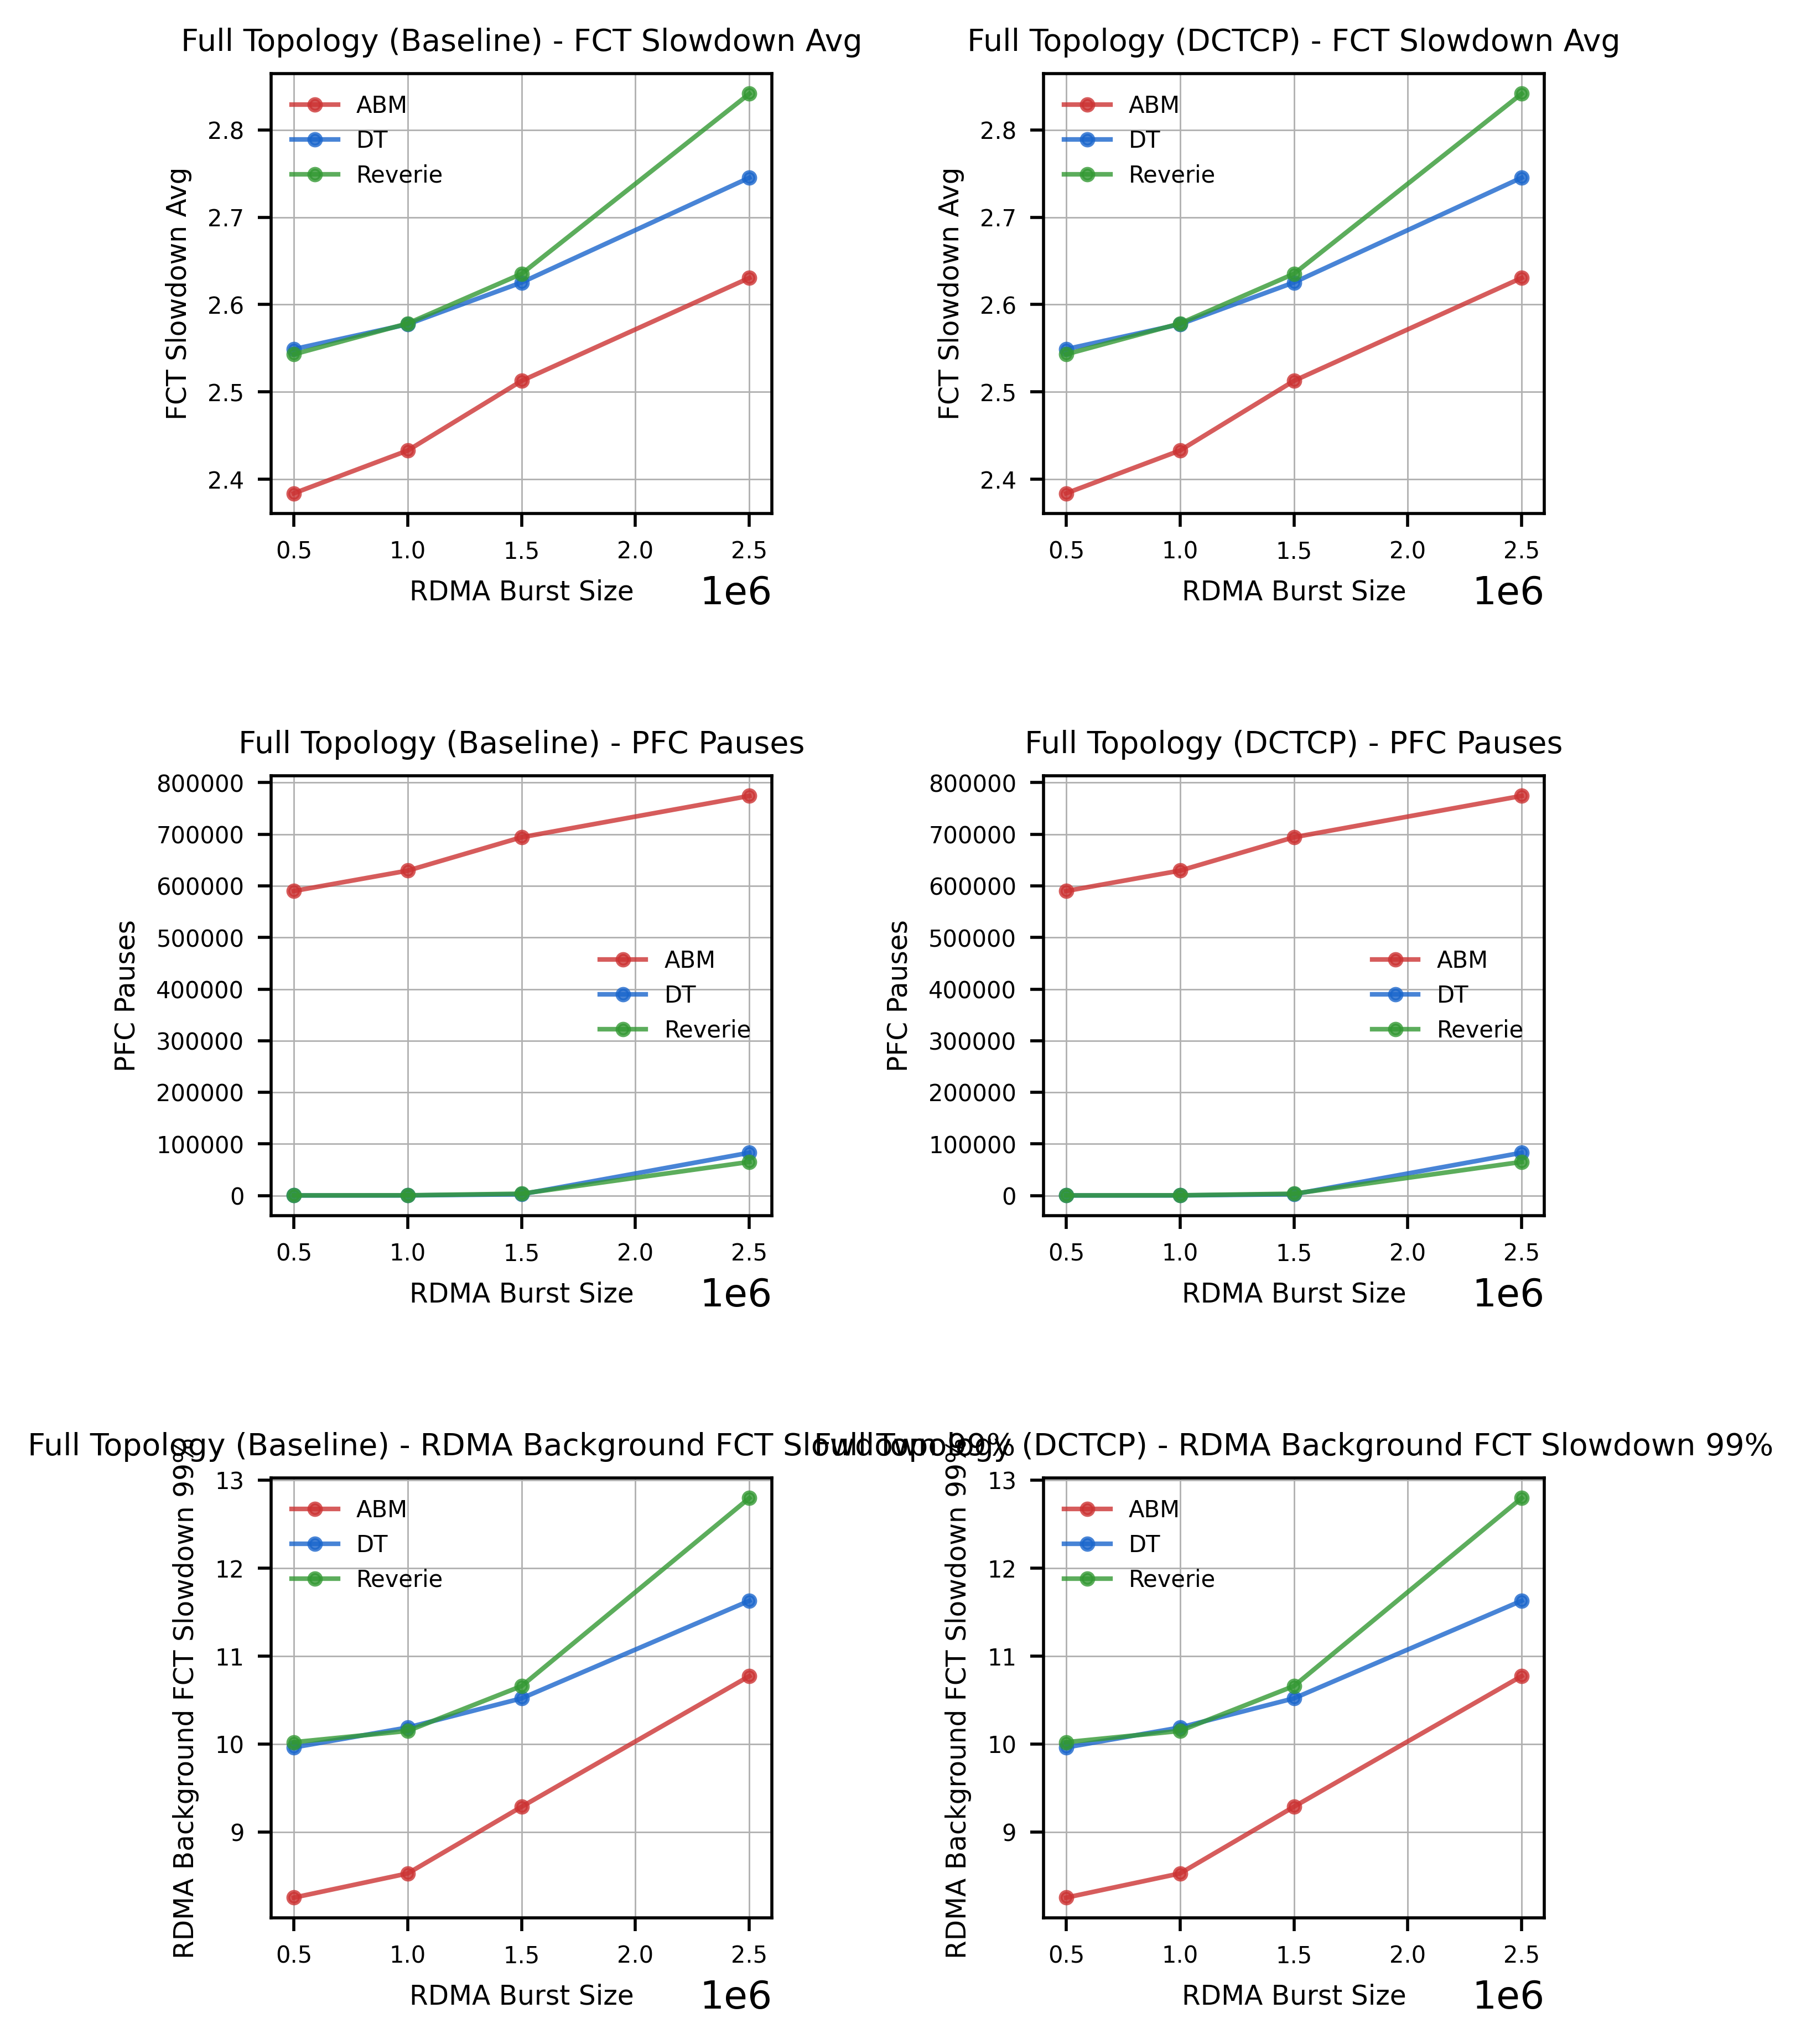 Full Topology (Baseline) - FCT Slowdown Avg
FCT Slowdown Avg
ABM
DT
Reverie
2.8
2.7
2.6
2.5
2.4
0.5 1.0 1.5 2.0 2.5
RDMA Burst Size 1e6
Full Topology (DCTCP) - FCT Slowdown Avg
FCT Slowdown Avg
ABM
DT
Reverie
2.8
2.7
2.6
2.5
2.4
0.5 1.0 1.5 2.0 2.5
RDMA Burst Size 1e6
Full Topology (Baseline) - PFC Pauses
PFC Pauses
800000
700000
600000
500000
400000
300000
200000
100000
0
ABM
DT
Reverie
0.5 1.0 1.5 2.0 2.5
RDMA Burst Size 1e6
Full Topology (DCTCP) - PFC Pauses
PFC Pauses
800000
700000
600000
500000
400000
300000
200000
100000
0
ABM
DT
Reverie
0.5 1.0 1.5 2.0 2.5
RDMA Burst Size 1e6
Full Topology (Baseline) - RDMA Background FCT Slowdown 99%
RDMA Background FCT Slowdown 99%
ABM
DT
Reverie
13
12
11
10
9
0.5 1.0 1.5 2.0 2.5
RDMA Burst Size 1e6
Full Topology (DCTCP) - RDMA Background FCT Slowdown 99%
RDMA Background FCT Slowdown 99%
ABM
DT
Reverie
13
12
11
10
9
0.5 1.0 1.5 2.0 2.5
RDMA Burst Size 1e6